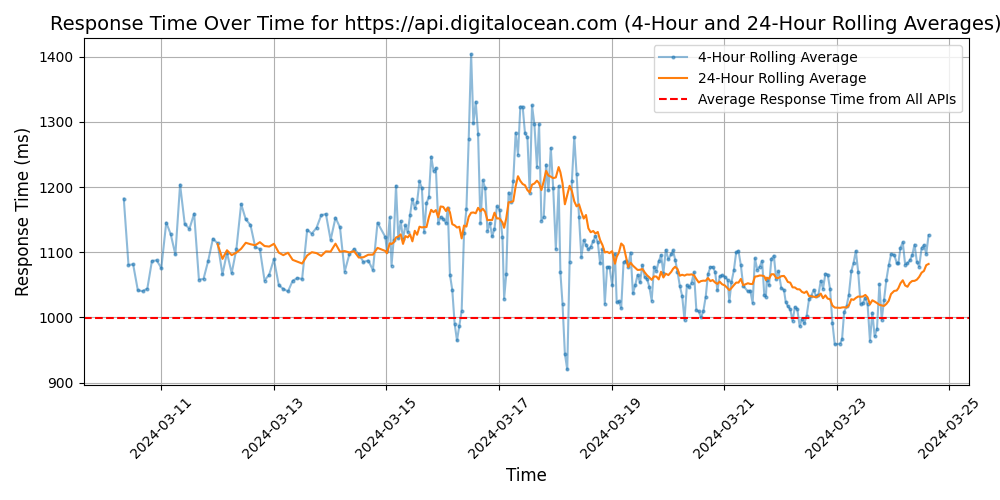 Response Time Over Time for https://api.digitalocean.com (4-Hour and 24-Hour Rolling Averages)
4-Hour Rolling Average
24-Hour Rolling Average
Average Response Time from All APIs
Response Time (ms)
1400
1300
1200
1100
1000
900
2024-03-11
2024-03-13
2024-03-15
2024-03-17
2024-03-19
2024-03-21
2024-03-23
2024-03-25
Time